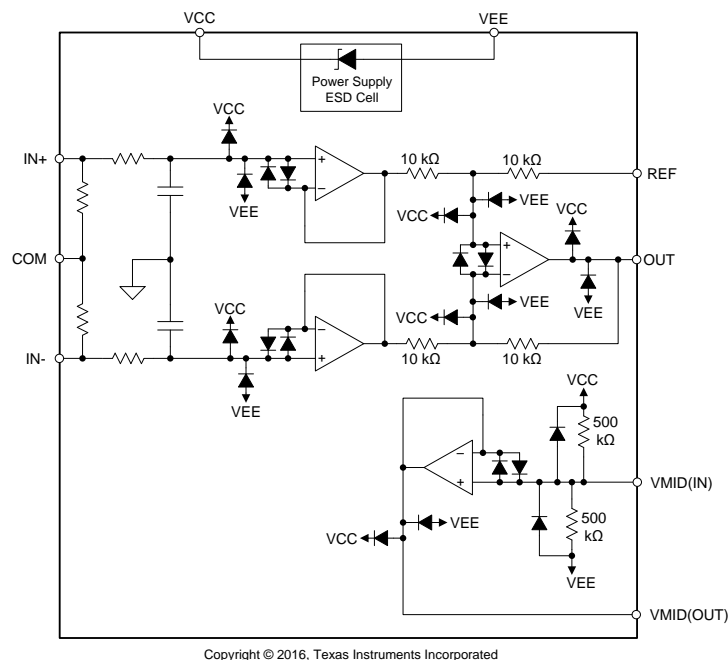 VCC
VEE
Power Supply
ESD Cell
VCC
IN+
10 kΩ
10 kΩ
REF
VEE
VEE
VCC
VCC
COM
OUT
VCC
VEE
VEE
VCC
IN-
10 kΩ
10 kΩ
VEE
VCC
500
kΩ
VMID(IN)
500
kΩ
VEE
VCC
VEE
VMID(OUT)
Copyright © 2016, Texas Instruments Incorporated